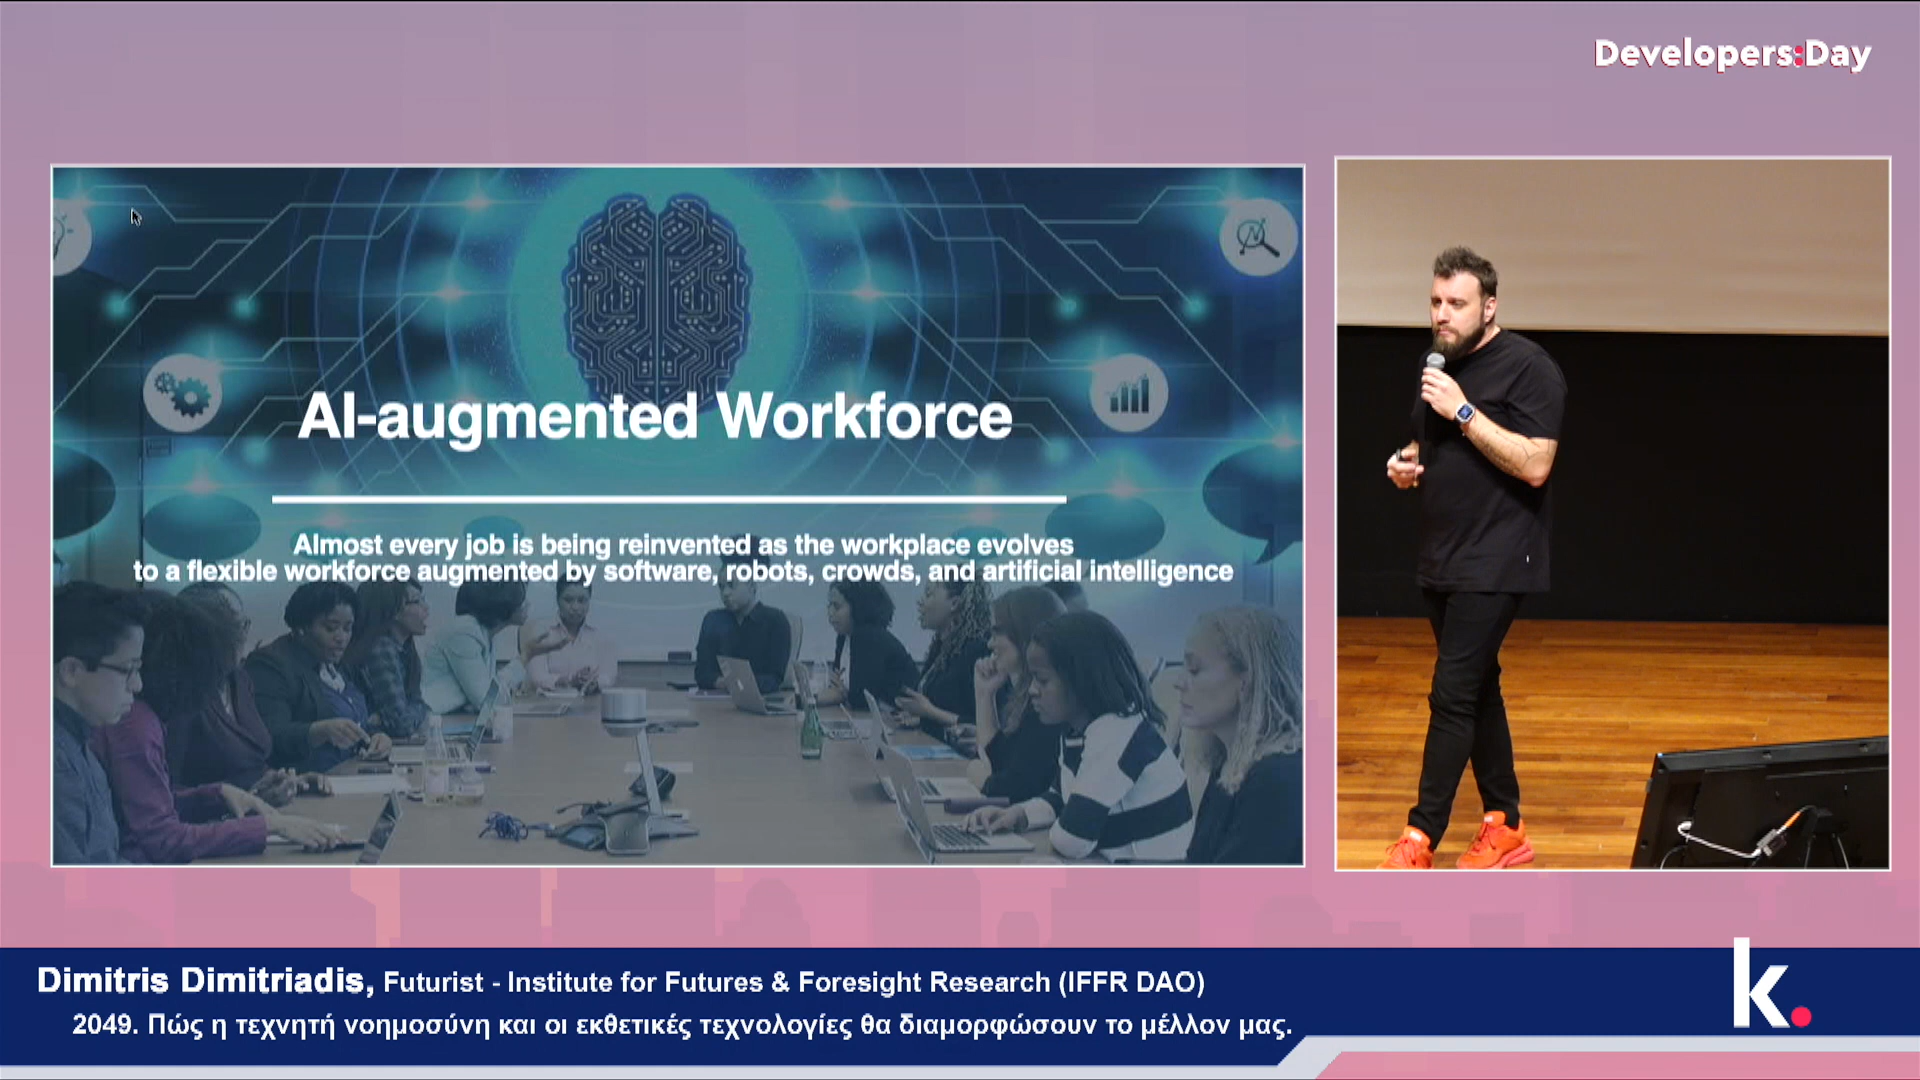 Developers:Day
AI-augmented Workforce
Almost every job is being reinvented as the workplace evolves
to a flexible workforce augmented by software, robots, crowds, and artificial intelligence
Dimitris Dimitriadis, Futurist - Institute for Futures & Foresight Research (IFFR DAO)
2049. Πώς η τεχνητή νοημοσύνη και οι εκθετικές τεχνολογίες θα διαμορφώσουν το μέλλον μας.
k.